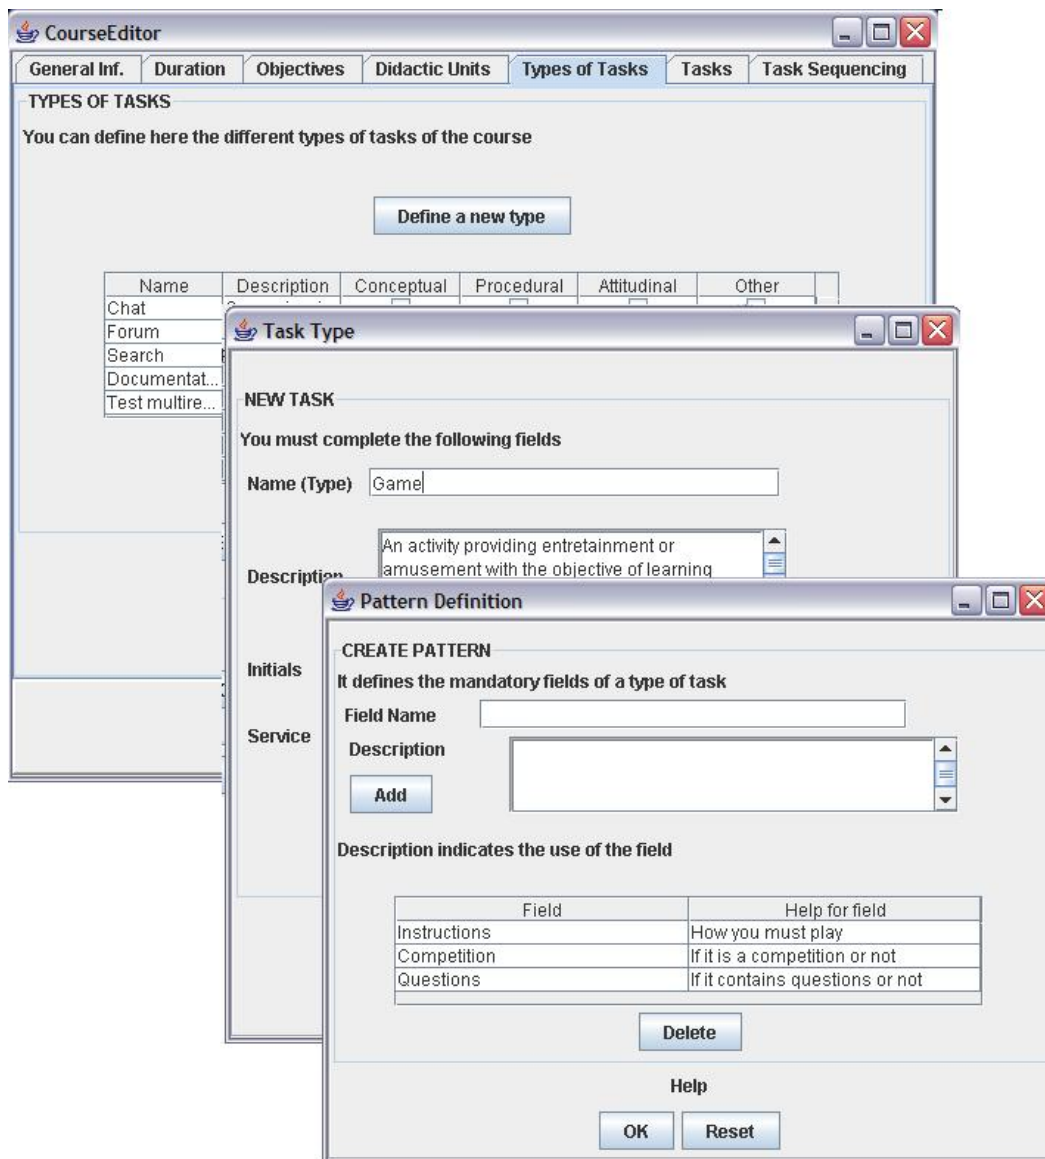 CourseEditor
General Inf. Duration Objectives Didactic Units Types of Tasks Tasks Task Sequencing
TYPES OF TASKS
You can define here the different types of tasks of the course
Define a new type
Name Description Conceptual Procedural Attitudinal Other
Chat
Forum
Search
Documentat...
Test multire...
Task Type
NEW TASK
You must complete the following fields
Name (Type) Game
Description An activity providing entretainment or
amusement with the objective of learning
Initials
Service
Pattern Definition
CREATE PATTERN
It defines the mandatory fields of a type of task
Field Name
Description
Add
Description indicates the use of the field
Field Help for field
Instructions How you must play
Competition If it is a competition or not
Questions If it contains questions or not
Delete
Help
OK Reset